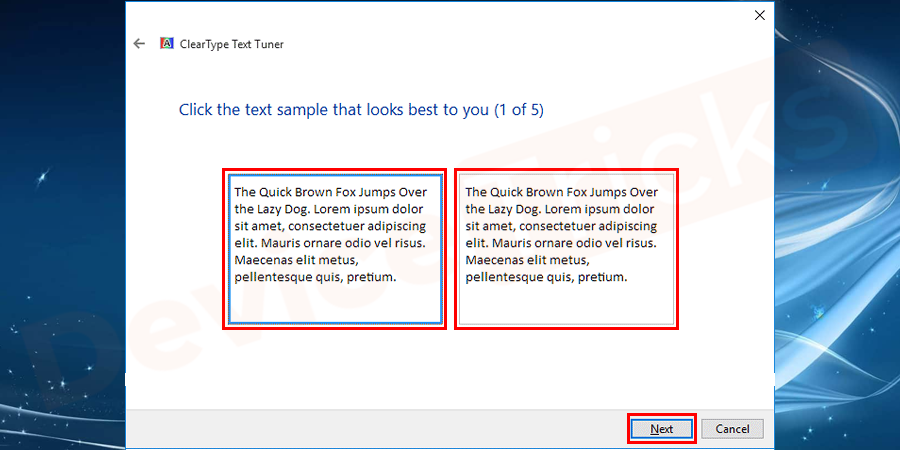 ClearType Text Tuner
Click the text sample that looks best to you (1 of 5)
The Quick Brown Fox Jumps Over
the Lazy Dog. Lorem ipsum dolor
sit amet, consectetuer adipiscing
elit. Mauris ornare odio vel risus.
Maecenas elit metus,
pellentesque quis, pretium.
The Quick Brown Fox Jumps Over
the Lazy Dog. Lorem ipsum dolor
sit amet, consectetuer adipiscing
elit. Mauris ornare odio vel risus.
Maecenas elit metus,
pellentesque quis, pretium.
Next
Cancel
DeviceTricks